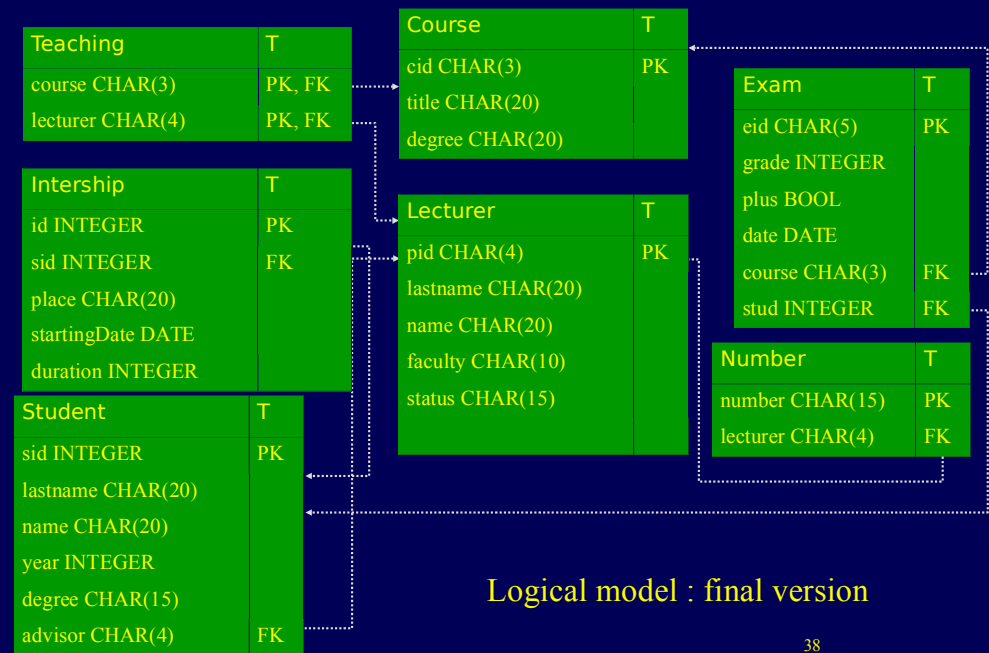 Teaching T
course CHAR(3) PK, FK
lecturer CHAR(4) PK, FK
Course T
cid CHAR(3) PK
title CHAR(20)
degree CHAR(20)
Exam T
eid CHAR(5) PK
grade INTEGER
plus BOOL
date DATE
course CHAR(3) FK
stud INTEGER FK
Intership T
id INTEGER PK
sid INTEGER FK
place CHAR(20)
startingDate DATE
duration INTEGER
Lecturer T
pid CHAR(4) PK
lastname CHAR(20)
name CHAR(20)
faculty CHAR(10)
status CHAR(15)
Number T
number CHAR(15) PK
lecturer CHAR(4) FK
Student T
sid INTEGER PK
lastname CHAR(20)
name CHAR(20)
year INTEGER
degree CHAR(15)
advisor CHAR(4) FK
Logical model : final version
38